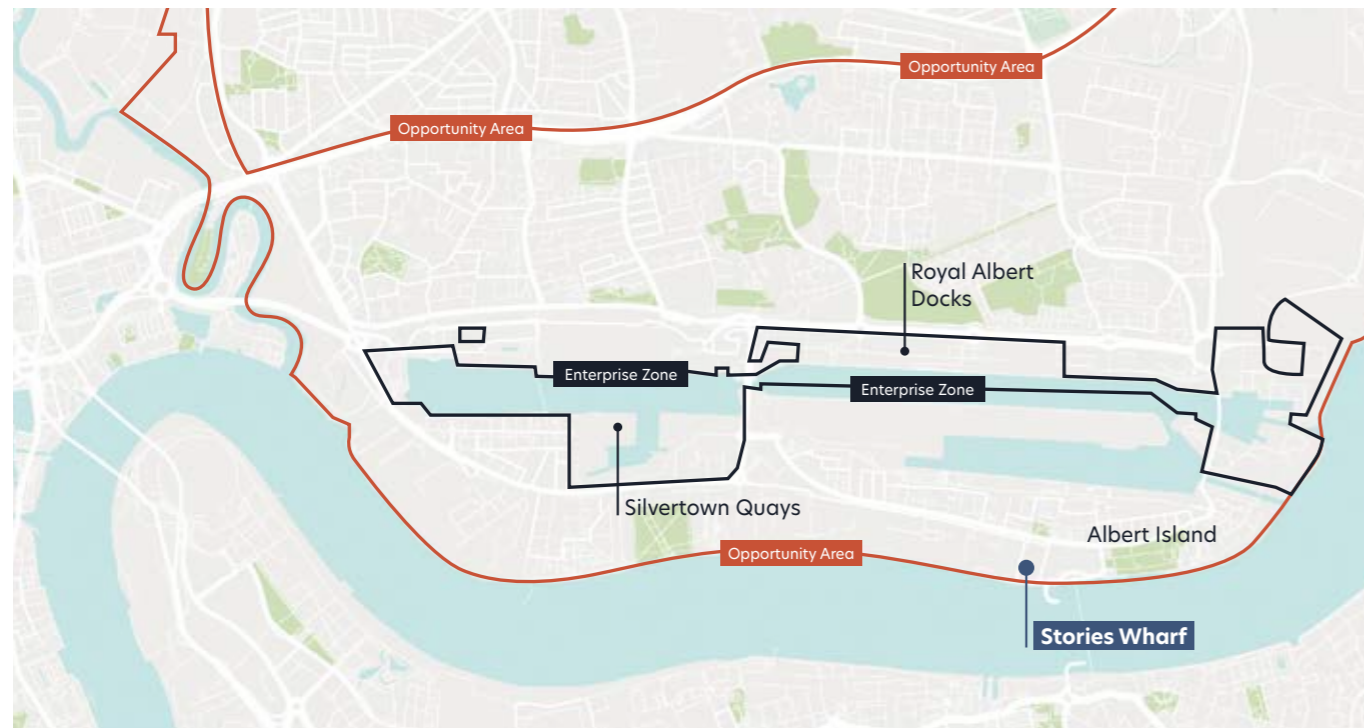 Opportunity Area
Opportunity Area
Royal Albert
Docks
Enterprise Zone
Enterprise Zone
Silvertown Quays
Albert Island
Opportunity Area
Stories Wharf